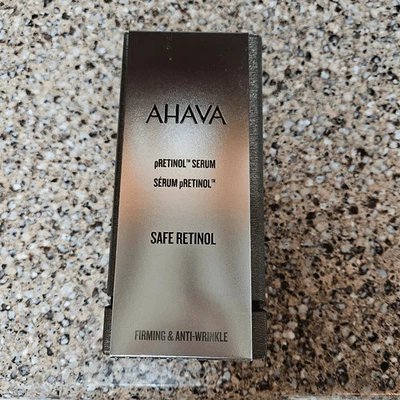 AHAVA
pRETINOL™ SERUM
SÉRUM pRETINOL™
SAFE RETINOL
FIRMING & ANTI-WRINKLE